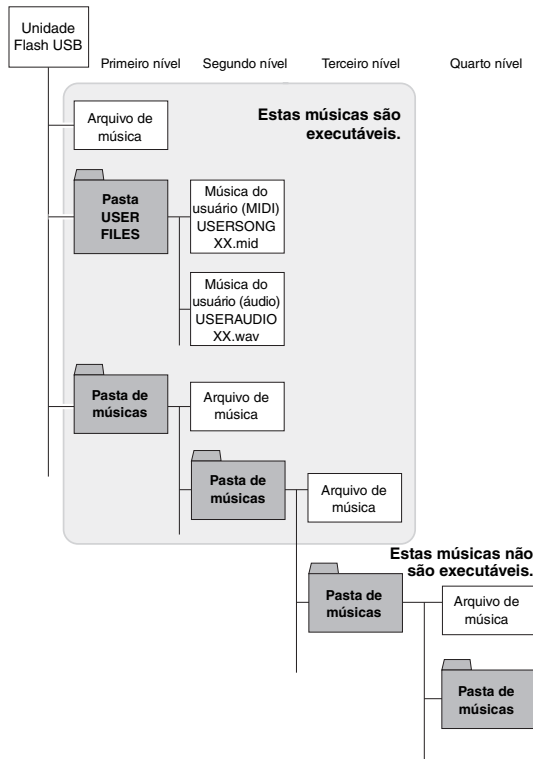 Unidade
Flash USB
Primeiro nível
Segundo nível
Terceiro nível
Quarto nível
Arquivo de
música
Estas músicas são
executáveis.
Pasta
USER
FILES
Música do
usuário (MIDI)
USERSONG
XX.mid
Música do
usuário (áudio)
USERAUDIO
XX.wav
Pasta de
músicas
Arquivo de
música
Pasta de
músicas
Arquivo de
música
Estas músicas não
são executáveis.
Pasta de
músicas
Arquivo de
música
Pasta de
músicas